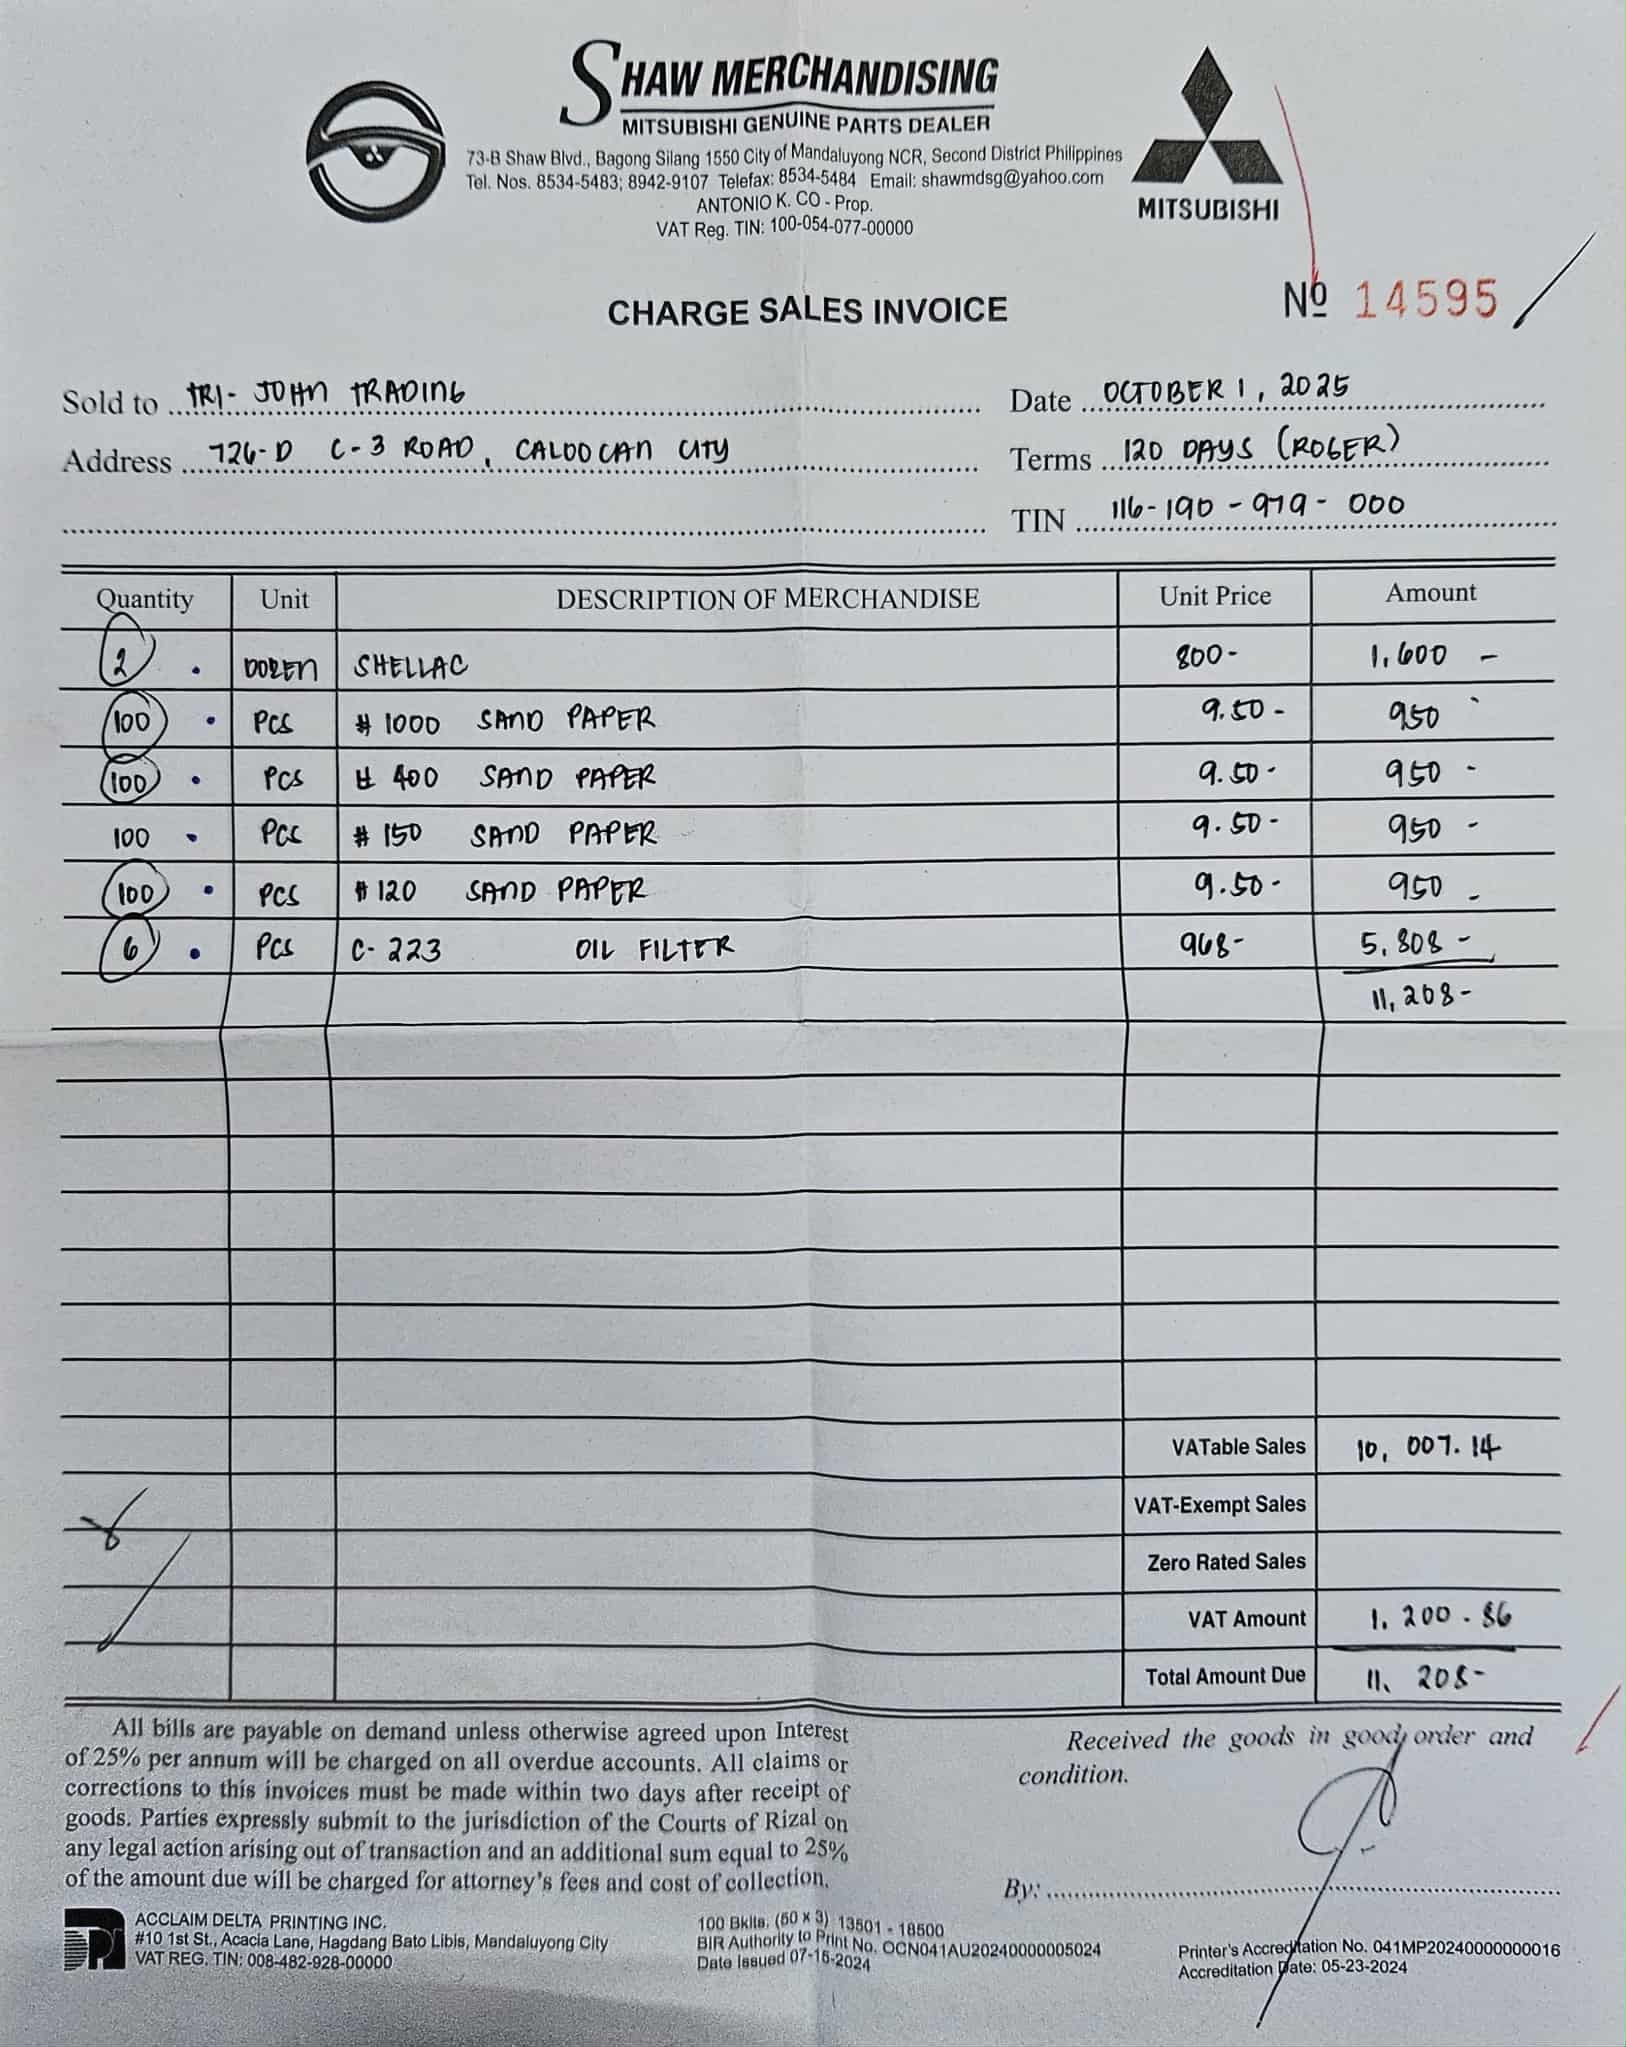 SHAW MERCHANDISING
MITSUBISHI GENUINE PARTS DEALER
73-B Shaw Blvd., Bagong Silang 1550 City of Mandaluyong NCR, Second District Philippines
Tel. Nos. 8534-5483; 8942-9107 Telefax: 8534-5484 Email: shawmdsg@yahoo.com
ANTONIO K. CO - Prop.
VAT Reg. TIN: 100-054-077-00000
MITSUBISHI
CHARGE SALES INVOICE
Nº 14595
Sold to TRI-JOHN TRADING
Date OCTOBER 1, 2025
Address 726-D C-3 ROAD, CALOOCAN CITY
Terms 120 DAYS (ROGER)
TIN 116-190-979-000
Quantity Unit DESCRIPTION OF MERCHANDISE Unit Price Amount
2 DOZEN SHELLAC 800- 1,600 -
100 PCS # 1000 SAND PAPER 9.50- 950 -
100 PCS # 400 SAND PAPER 9.50- 950 -
100 PCS # 150 SAND PAPER 9.50- 950 -
100 PCS # 120 SAND PAPER 9.50- 950 -
6 PCS C-223 OIL FILTER 968- 5,808 -
11,208-
VATable Sales 10,007.14
VAT-Exempt Sales
Zero Rated Sales
VAT Amount 1,200.86
Total Amount Due 11,208-
All bills are payable on demand unless otherwise agreed upon Interest
of 25% per annum will be charged on all overdue accounts. All claims or
corrections to this invoices must be made within two days after receipt of
goods. Parties expressly submit to the jurisdiction of the Courts of Rizal on
any legal action arising out of transaction and an additional sum equal to 25%
of the amount due will be charged for attorney's fees and cost of collection.
Received the goods in good order and
condition.
By:
ACCLAIM DELTA PRINTING INC.
#10 1st St., Acacia Lane, Hagdang Bato Libis, Mandaluyong City
VAT REG. TIN: 008-482-928-00000
100 Bklts. (50 x 3) 13501 - 18500
BIR Authority to Print No. OCN041AU20240000005024
Date Issued 07-15-2024
Printer's Accreditation No. 041MP20240000000016
Accreditation Date: 05-23-2024